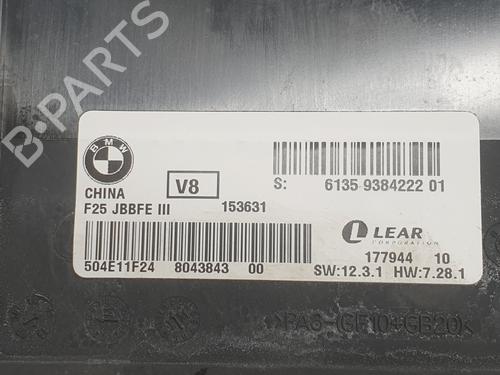 B-PARTS
BMW
CHINA
V8
F25 JBBFE III 153631
S: 6135 9384222 01
LEAR
CORPORATION
504E11F24 8043843 00
177944 10
SW:12.3.1 HW:7.28.1
>PA6-(GF10+GB20)<